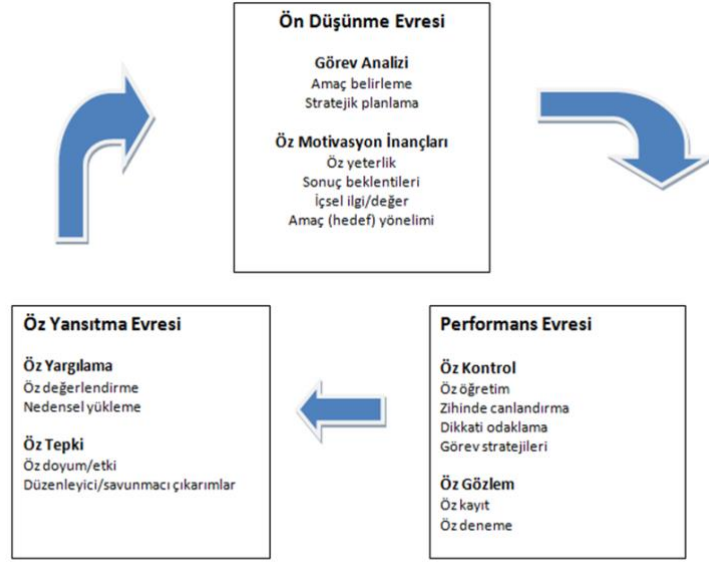 Ön Düşünme Evresi
Görev Analizi
Amaç belirleme
Stratejik planlama
Öz Motivasyon İnançları
Öz yeterlik
Sonuç beklentileri
İçsel ilgi/değer
Amaç (hedef) yönelimi
Öz Yansıtma Evresi
Öz Yargılama
Öz değerlendirme
Nedensel yükleme
Öz Tepki
Öz doyum/etki
Düzenleyici/savunmacı çıkarımlar
Performans Evresi
Öz Kontrol
Öz öğretim
Zihinde canlandırma
Dikkati odaklama
Görev stratejileri
Öz Gözlem
Öz kayıt
Öz deneme